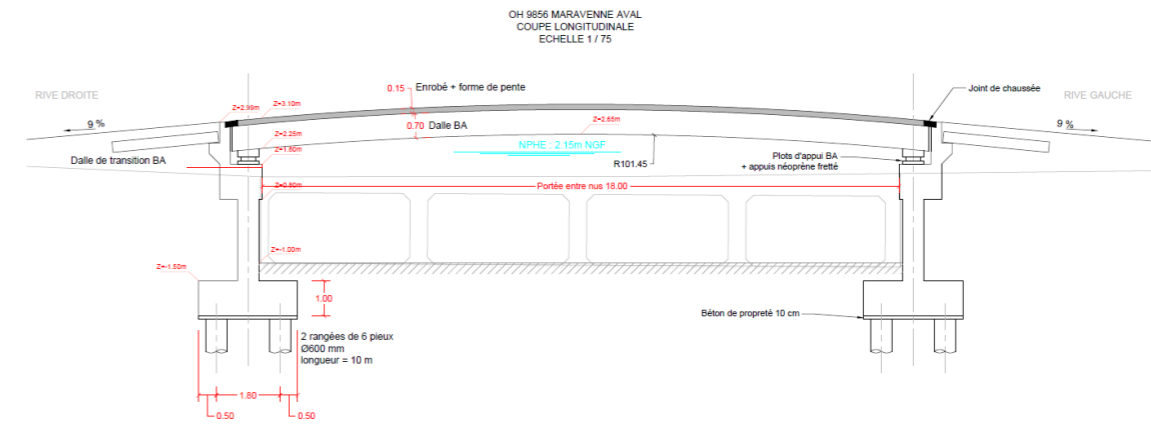 OH 9856 MARAVENNE AVAL
COUPE LONGITUDINALE
ECHELLE 1 / 75
RIVE DROITE
RIVE GAUCHE
0.15 Enrobé + forme de pente
Joint de chaussée
Z=2.99m
Z=3.10m
9 %
9 %
0.70 Dalle BA
Z=2.65m
Z=2.25m
NPHE : 2.15m NGF
Z=1.80m
Dalle de transition BA
R101.45
Plots d'appui BA
+ appuis néoprène fretté
Z=0.80m
Portée entre nus 18.00
Z=-1.00m
Z=-1.50m
1.00
Béton de propreté 10 cm
2 rangées de 6 pieux
Ø600 mm
longueur = 10 m
1.80
0.50
0.50